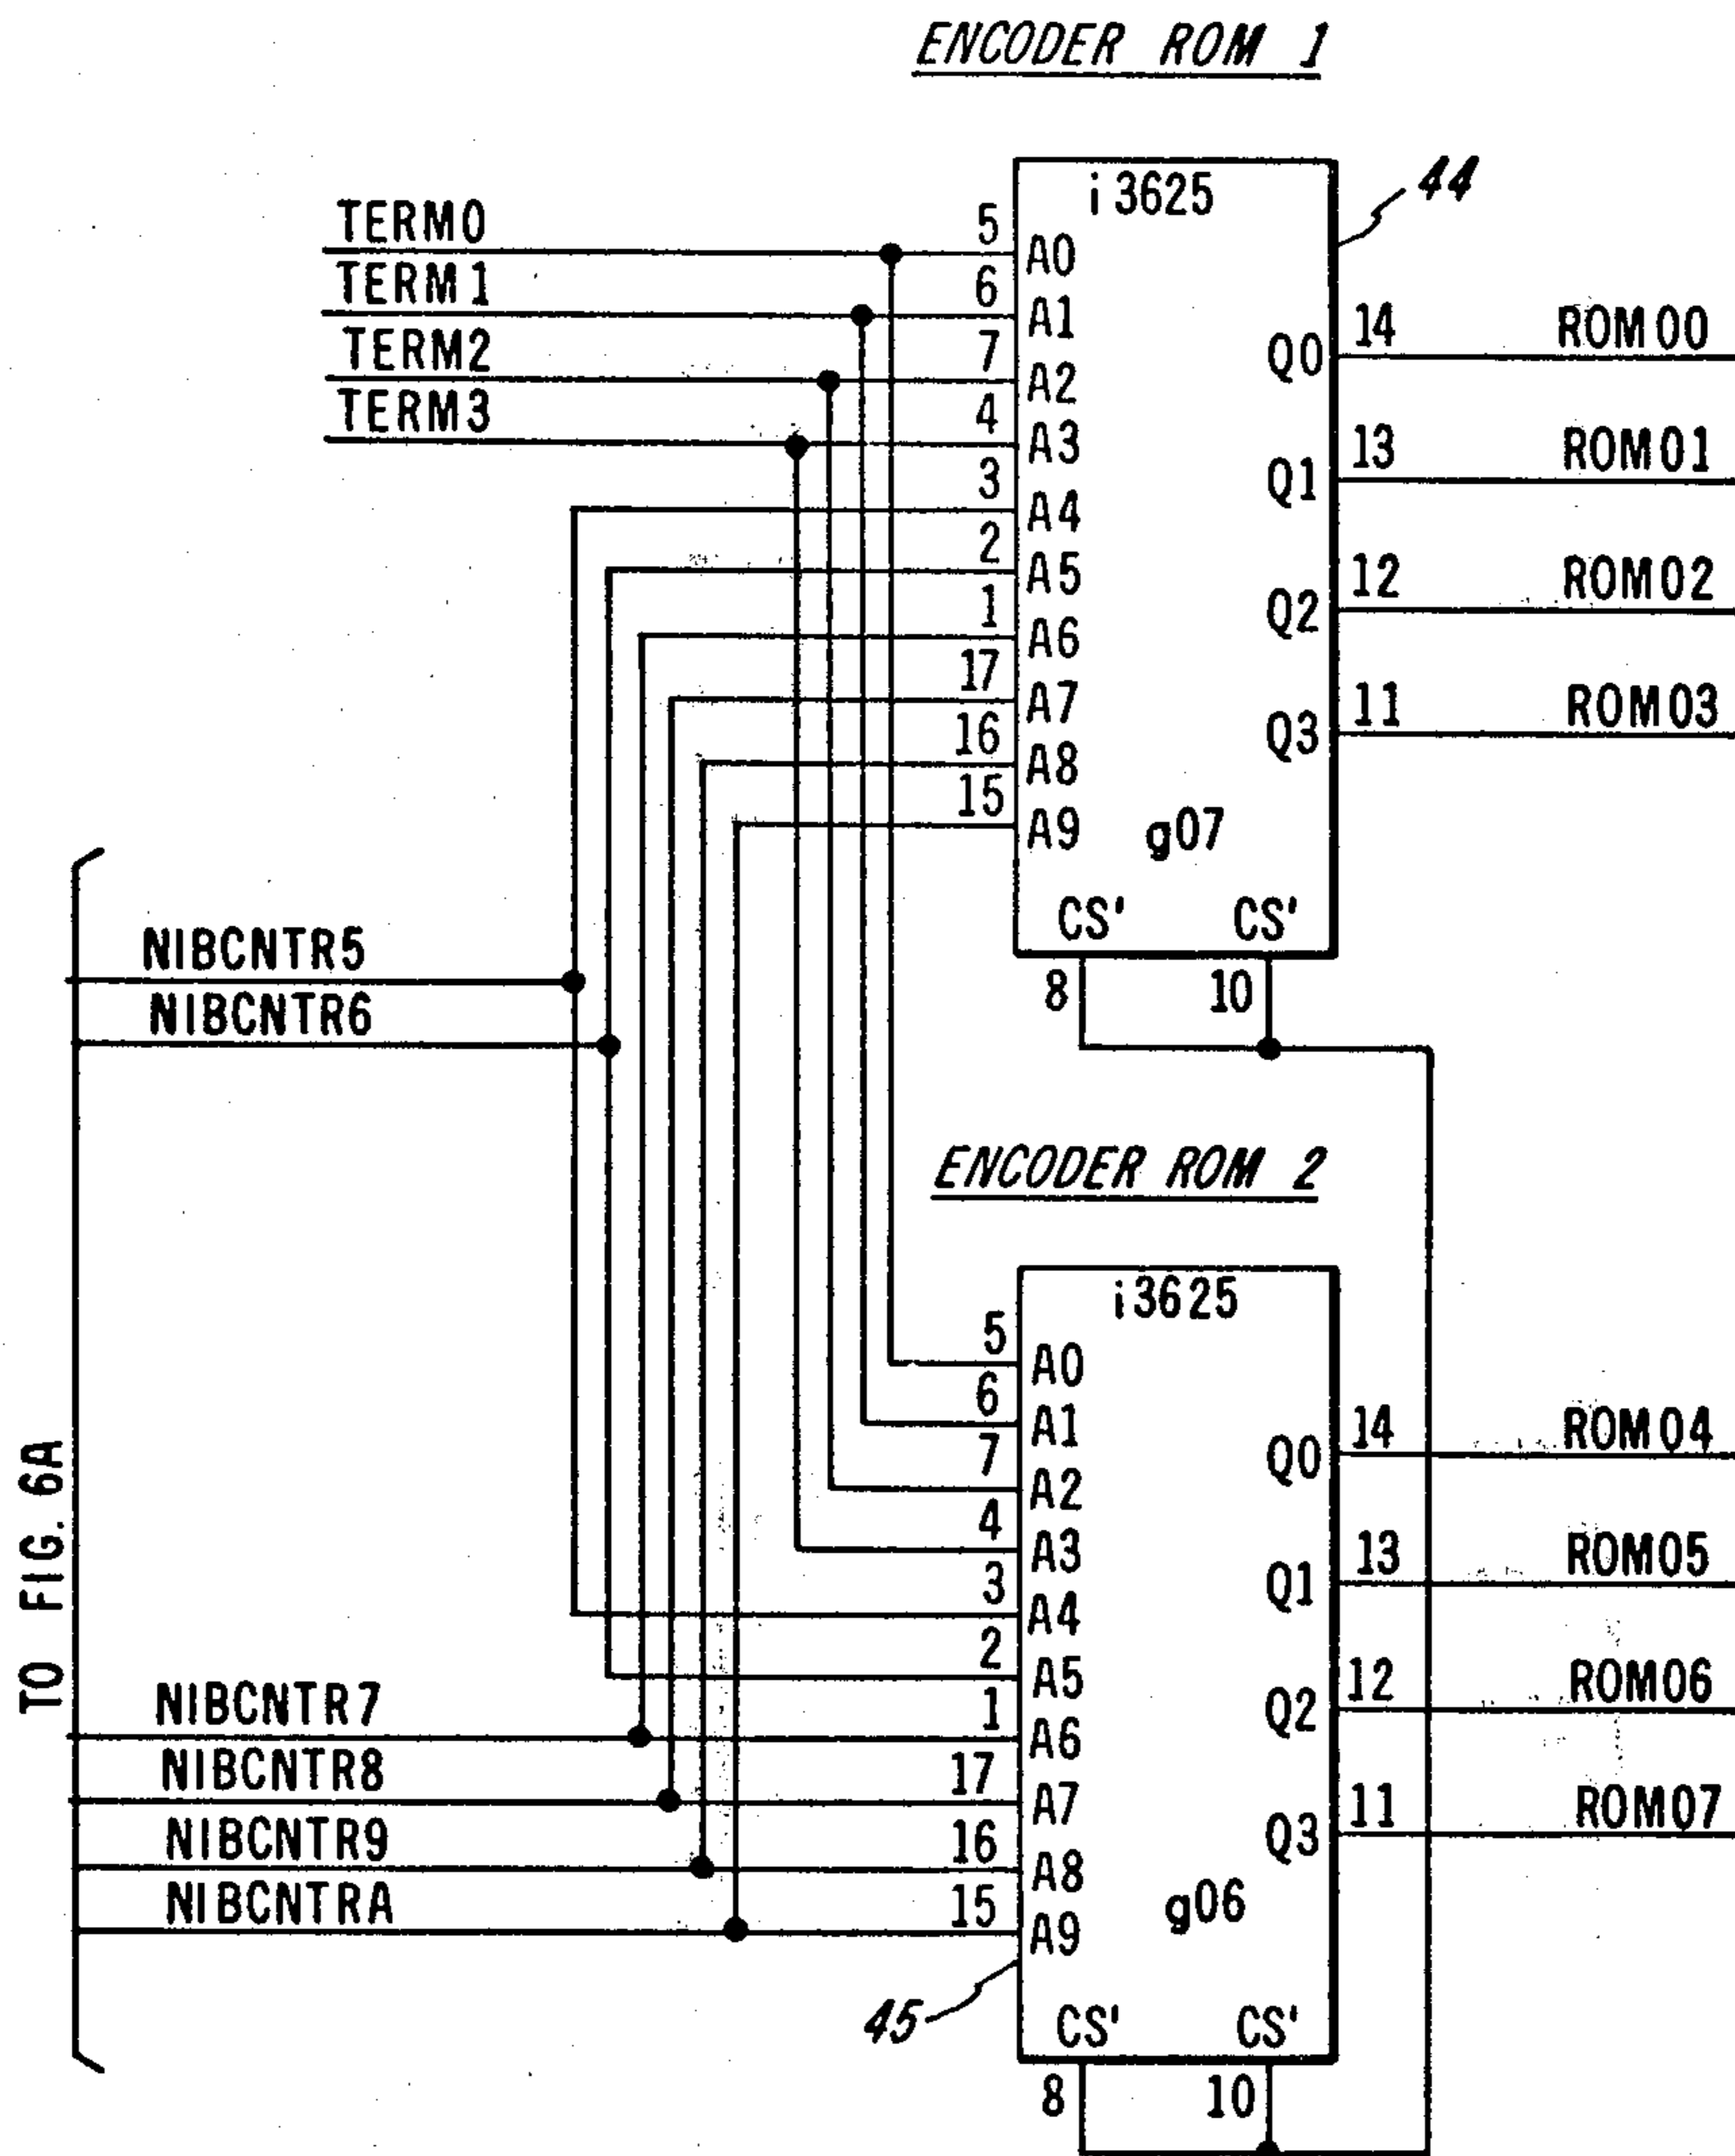 ENCODER ROM 1
i3625
44
TERM0
5
A0
TERM1
6
A1
TERM2
7
A2
TERM3
4
A3
3
A4
2
A5
1
A6
17
A7
16
A8
15
A9
Q0
14
ROM00
Q1
13
ROM01
Q2
12
ROM02
Q3
11
ROM03
g07
CS'
CS'
8
10
NIBCNTR5
NIBCNTR6
ENCODER ROM 2
i3625
5
A0
6
A1
7
A2
4
A3
3
A4
2
A5
NIBCNTR7
1
A6
NIBCNTR8
17
A7
NIBCNTR9
16
A8
NIBCNTRA
15
A9
Q0
14
ROM04
Q1
13
ROM05
Q2
12
ROM06
Q3
11
ROM07
g06
45
CS'
CS'
8
10
TO FIG. 6A